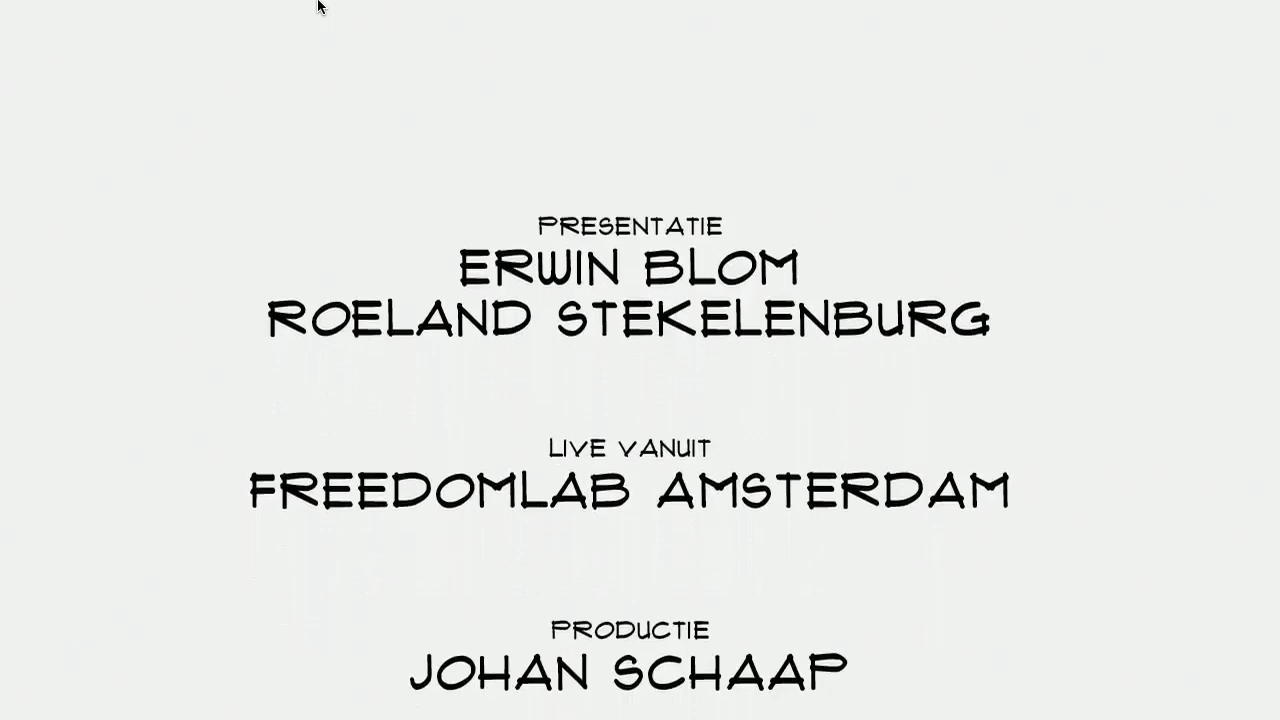 PRESENTATIE
ERWIN BLOM
ROELAND STEKELENBURG
LIVE VANUIT
FREEDOMLAB AMSTERDAM
PRODUCTIE
JOHAN SCHAAP